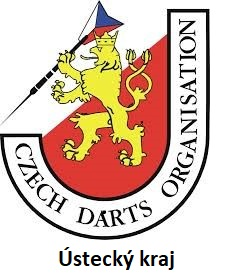 CZECH DARTS ORGANISATION
Ústecký kraj